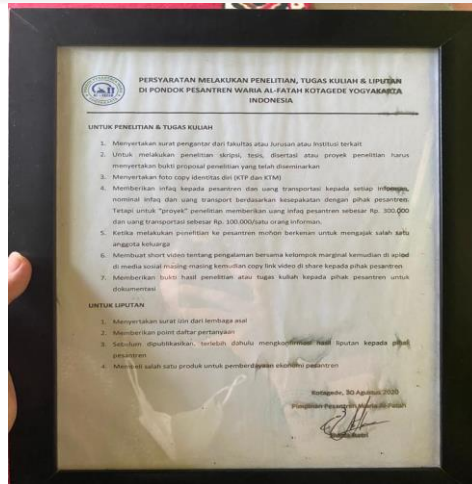 PERSYARATAN MELAKUKAN PENELITIAN, TUGAS KULIAH & LIPUTAN
DI PONDOK PESANTREN WARIA AL-FATAH KOTAGEDE YOGYAKARTA
INDONESIA
UNTUK PENELITIAN & TUGAS KULIAH
1. Menyertakan surat pengantar dari fakultas atau Jurusan atau Institusi terkait
2. Untuk melakukan penelitian skripsi, tesis, disertasi atau proyek penelitian harus
menyertakan bukti proposal penelitian yang telah diseminarkan
3. Menyertakan foto copy identitas diri (KTP dan KTM)
4. Memberikan infaq kepada pesantren dan uang transportasi kepada setiap informan,
nominal infaq dan uang transport berdasarkan kesepakatan dengan pihak pesantren.
Tetapi untuk "proyek" penelitian memberikan uang infaq pesantren sebesar Rp. 300.000
dan uang transportasi sebesar Rp. 100.000/satu orang informan.
5. Ketika melakukan penelitian ke pesantren mohon berkenan untuk mengajak salah satu
anggota keluarga
6. Membuat short video tentang pengalaman bersama kelompok marginal kemudian di aplod
di media sosial masing masing kemudian copy link video di share kepada pihak pesantren
7. Memberikan bukti hasil penelitian atau tugas kuliah kepada pihak pesantren untuk
dokumentasi
UNTUK LIPUTAN
1. Menyertakan surat isin dari lembaga asal
2. Memberikan point daftar pertanyaan
3. Sebelum dipublikasikan, terlebih dahulu mengkonfirmasi hasil liputan kepada pihak
pesantren
4. Membeli salah satu produk untuk pemberdayaan ekonomi pesantren
Kotagede, 30 Agustus 2020
Pimpinan Pesantren Waria Al-Fatah